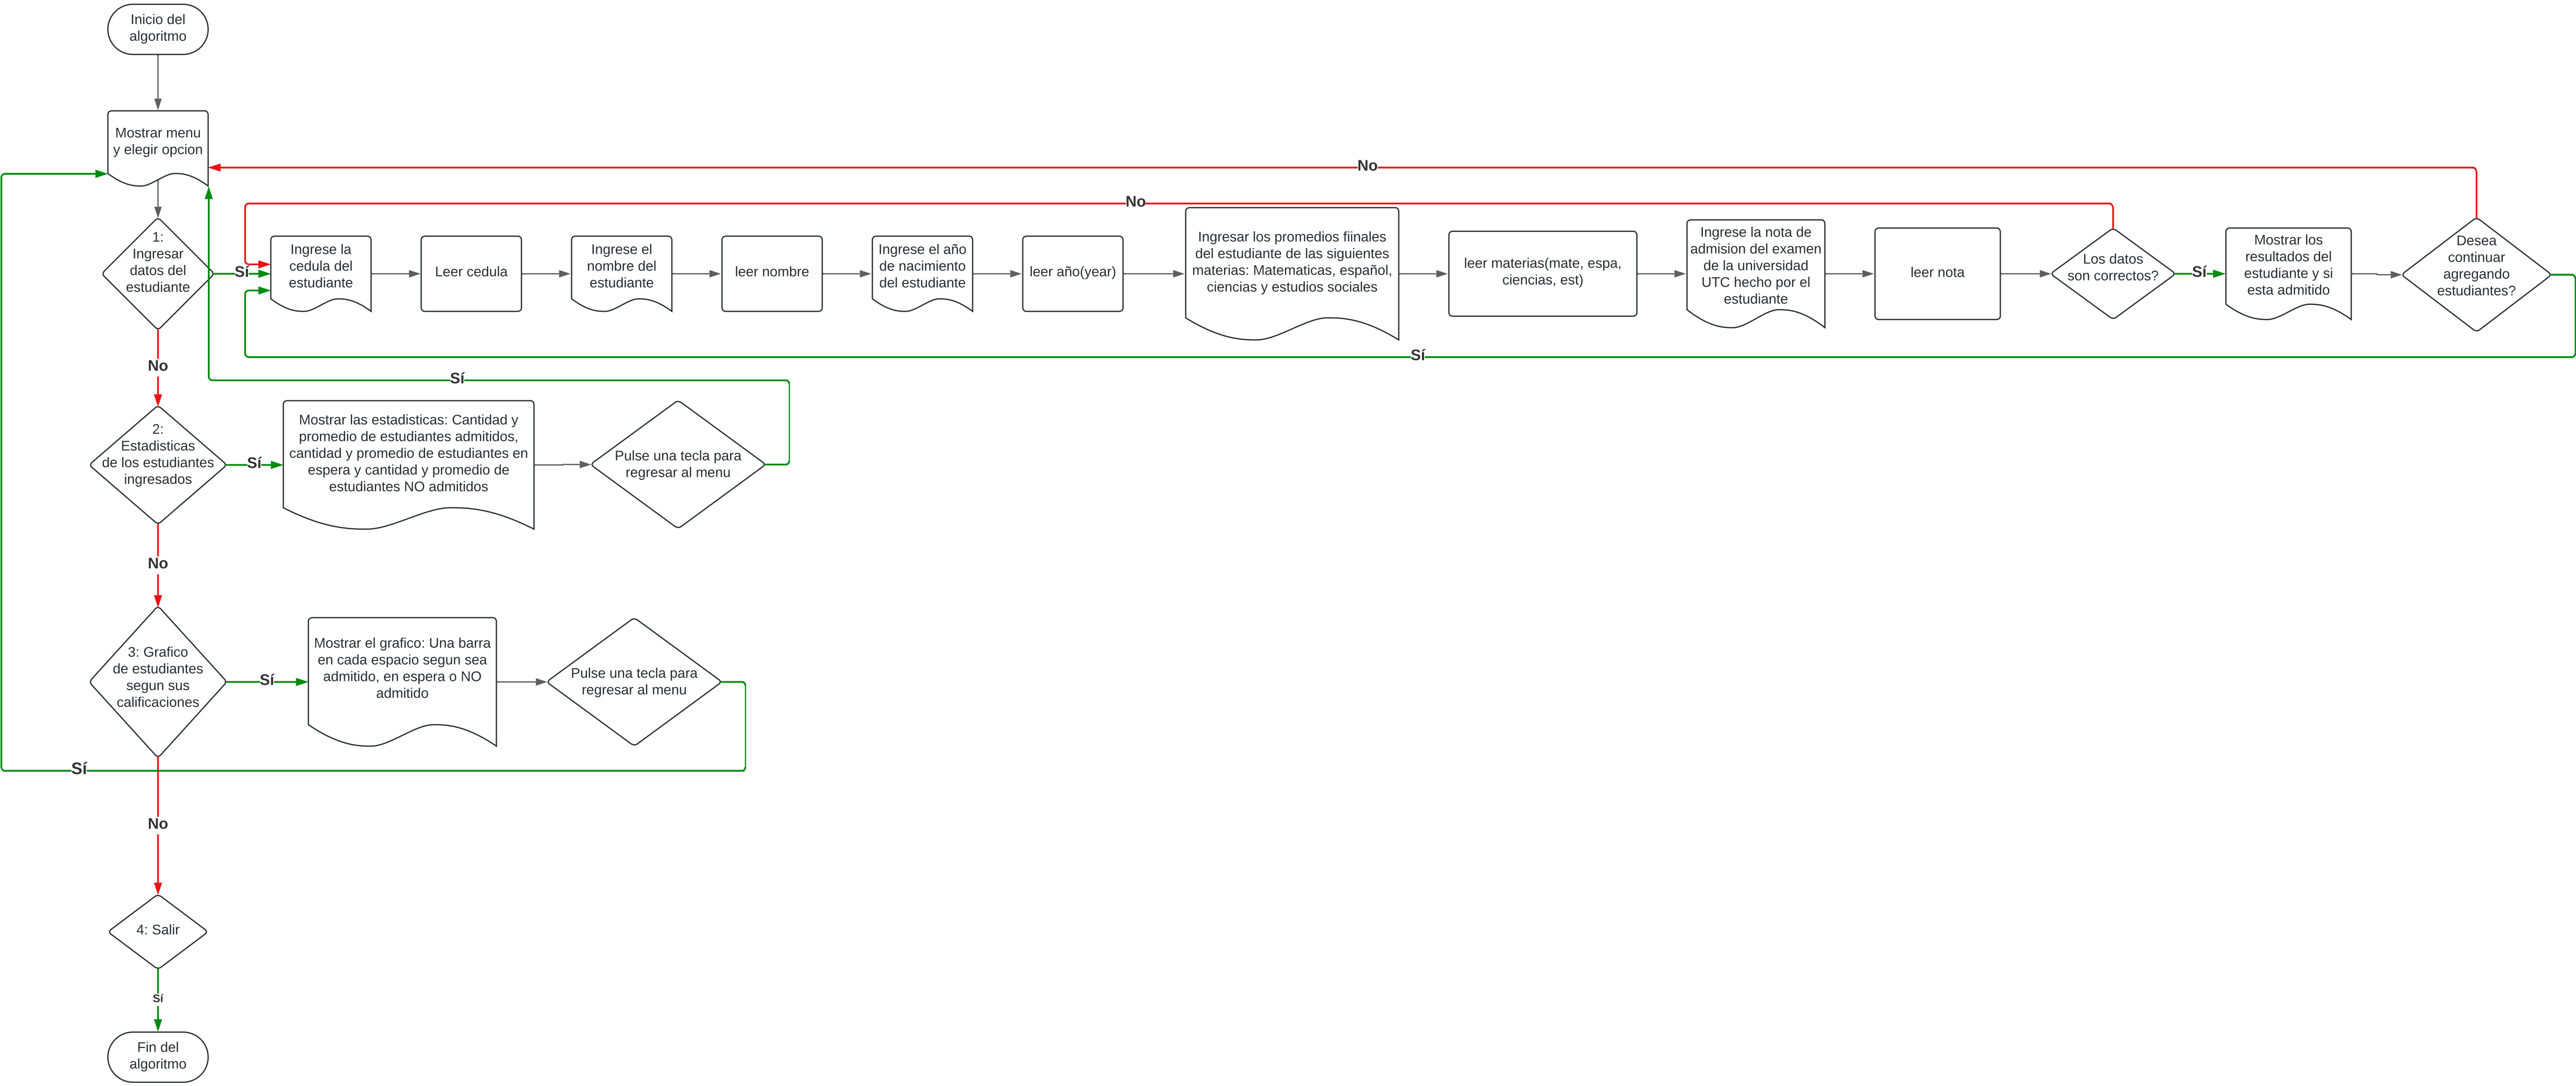 Inicio del
algoritmo
Mostrar menu
y elegir opcion
No
No
1:
Ingresar
datos del
estudiante
Sí
Ingrese la
cedula del
estudiante
Leer cedula
Ingrese el
nombre del
estudiante
leer nombre
Ingrese el año
de nacimiento
del estudiante
leer año(year)
Ingresar los promedios fiinales
del estudiante de las siguientes
materias: Matematicas, español,
ciencias y estudios sociales
leer materias(mate, espa,
ciencias, est)
Ingrese la nota de
admision del examen
de la universidad
UTC hecho por el
estudiante
leer nota
Los datos
son correctos?
Sí
Mostrar los
resultados del
estudiante y si
esta admitido
Desea
continuar
agregando
estudiantes?
Sí
No
Sí
2:
Estadisticas
de los estudiantes
ingresados
Sí
Mostrar las estadisticas: Cantidad y
promedio de estudiantes admitidos,
cantidad y promedio de estudiantes en
espera y cantidad y promedio de
estudiantes NO admitidos
Pulse una tecla para
regresar al menu
No
3: Grafico
de estudiantes
segun sus
calificaciones
Sí
Mostrar el grafico: Una barra
en cada espacio segun sea
admitido, en espera o NO
admitido
Pulse una tecla para
regresar al menu
Sí
No
4: Salir
sí
Fin del
algoritmo